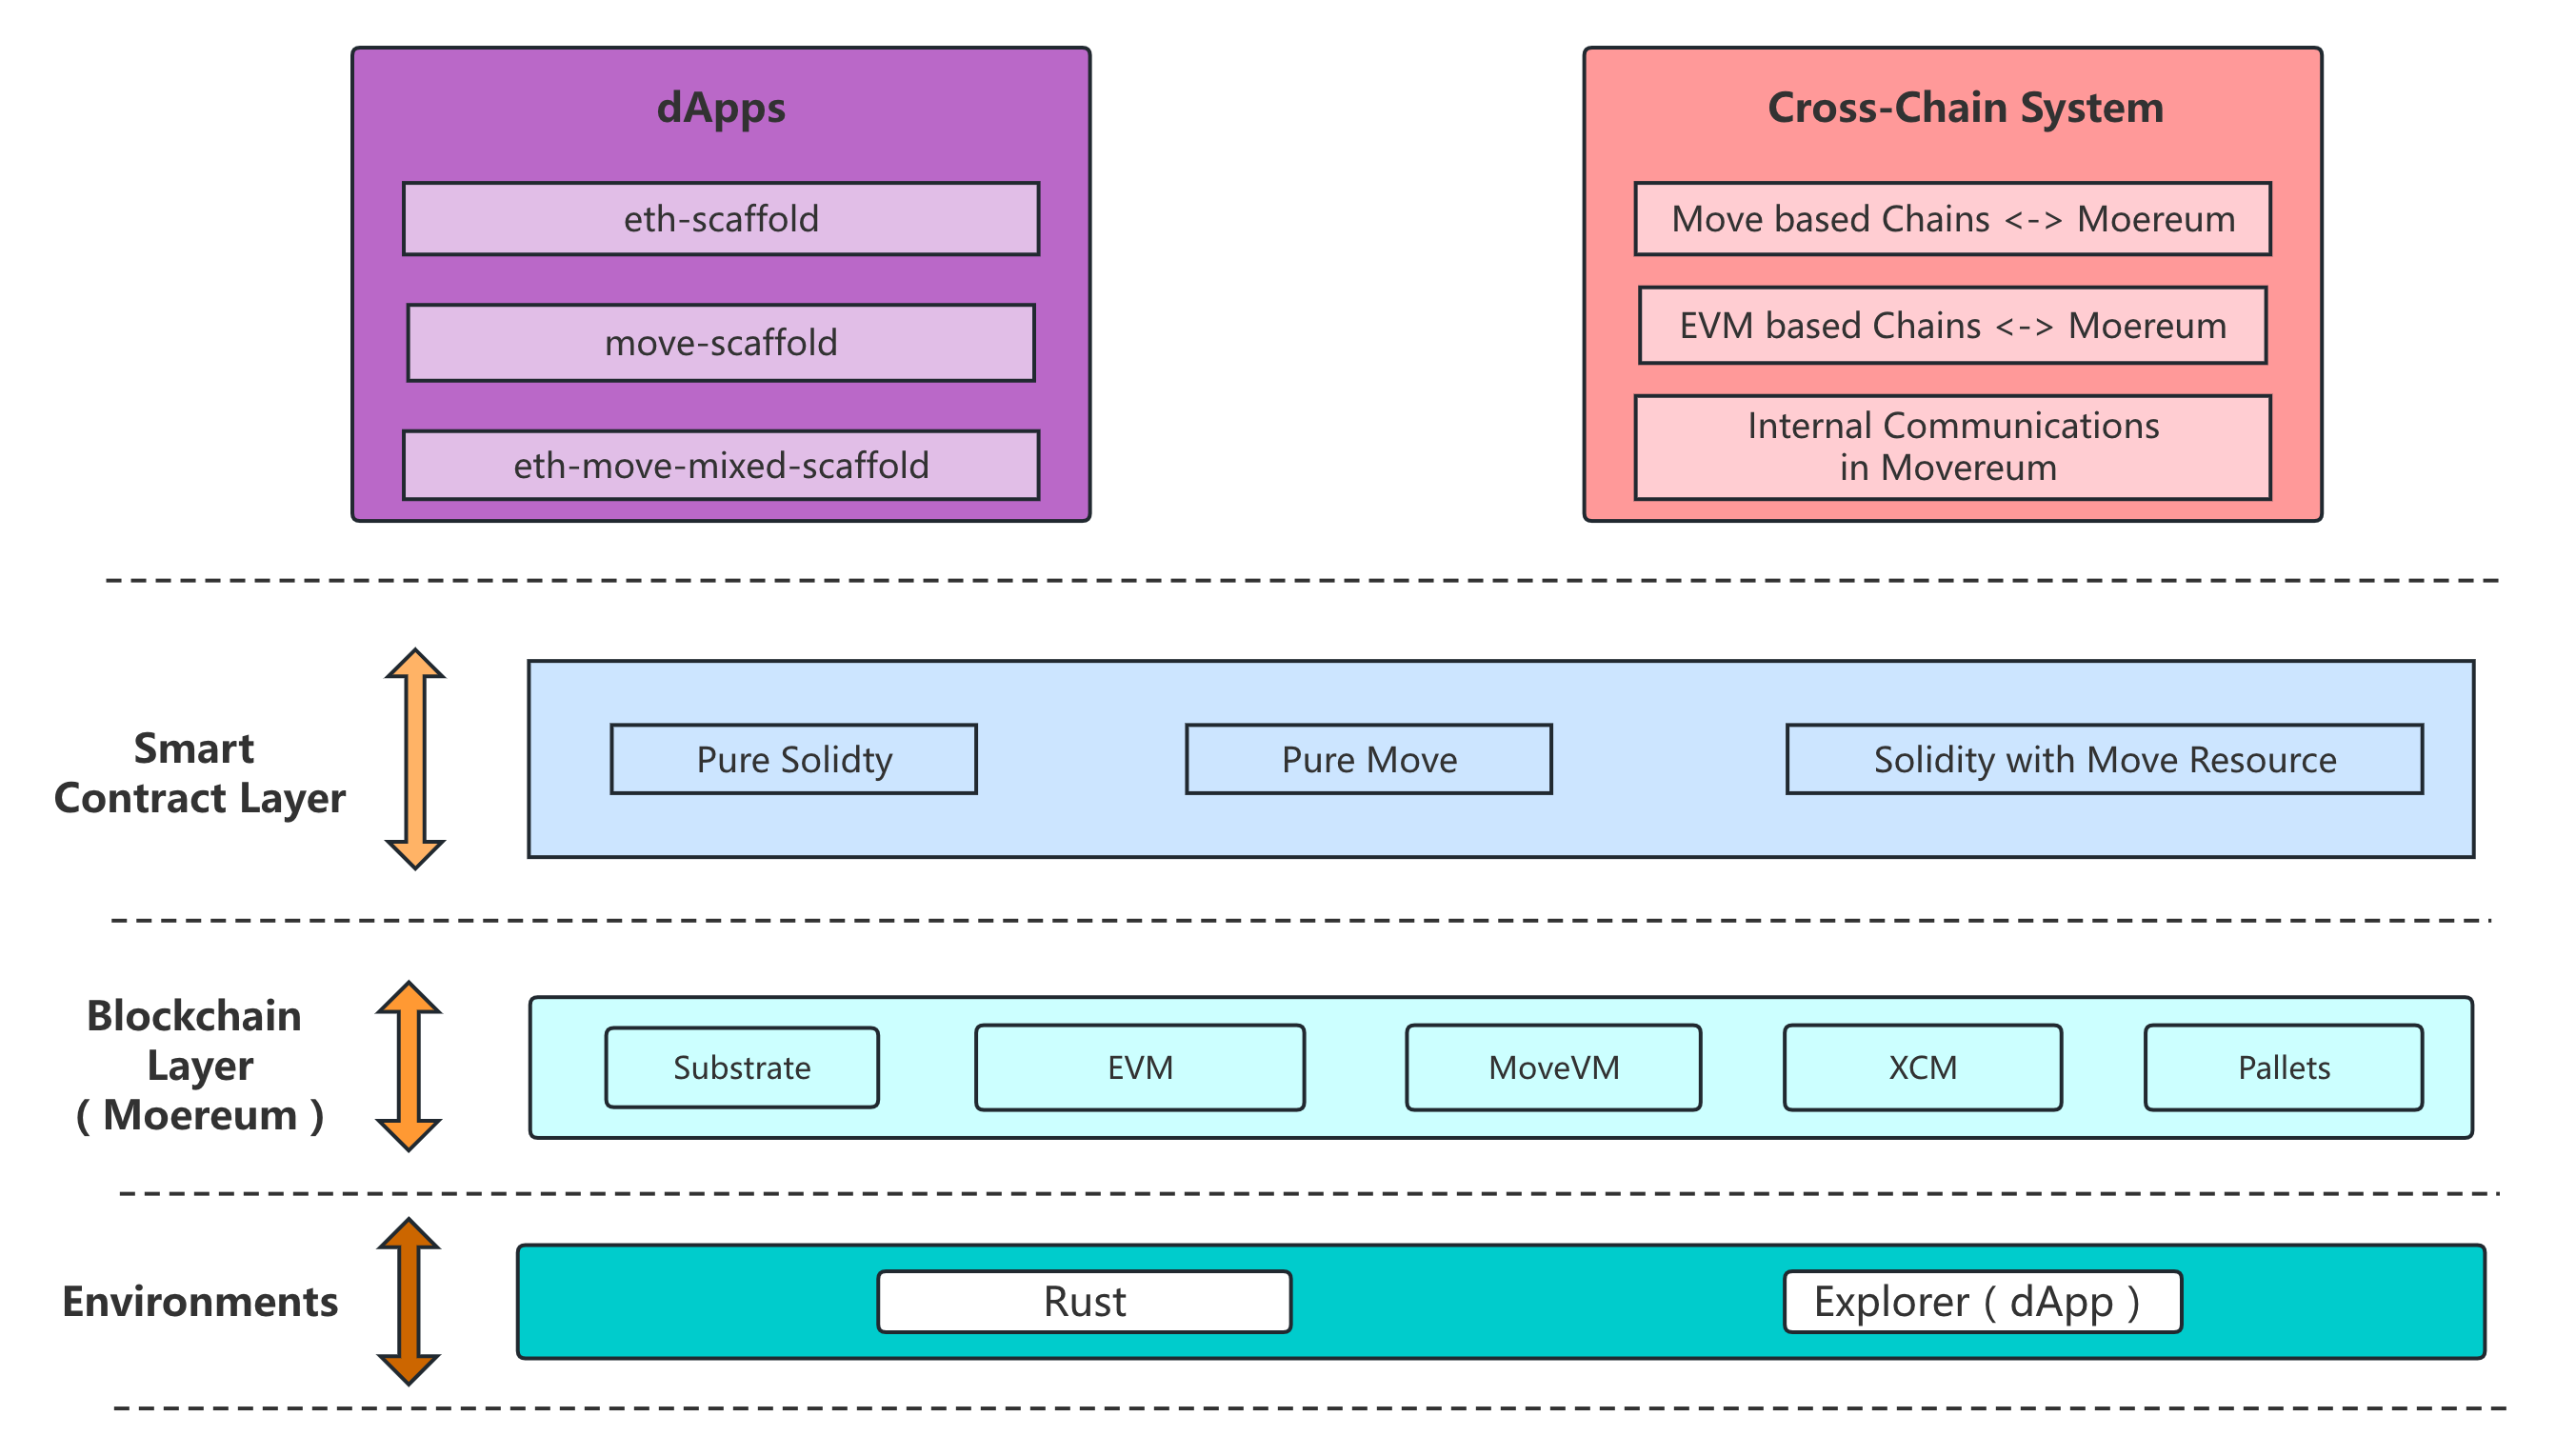 dApps
eth-scaffold
move-scaffold
eth-move-mixed-scaffold
Cross-Chain System
Move based Chains <-> Moereum
EVM based Chains <-> Moereum
Internal Communications
in Movereum
Smart
Contract Layer
Pure Solidty
Pure Move
Solidity with Move Resource
Blockchain
Layer
( Moereum )
Substrate
EVM
MoveVM
XCM
Pallets
Environments
Rust
Explorer ( dApp )